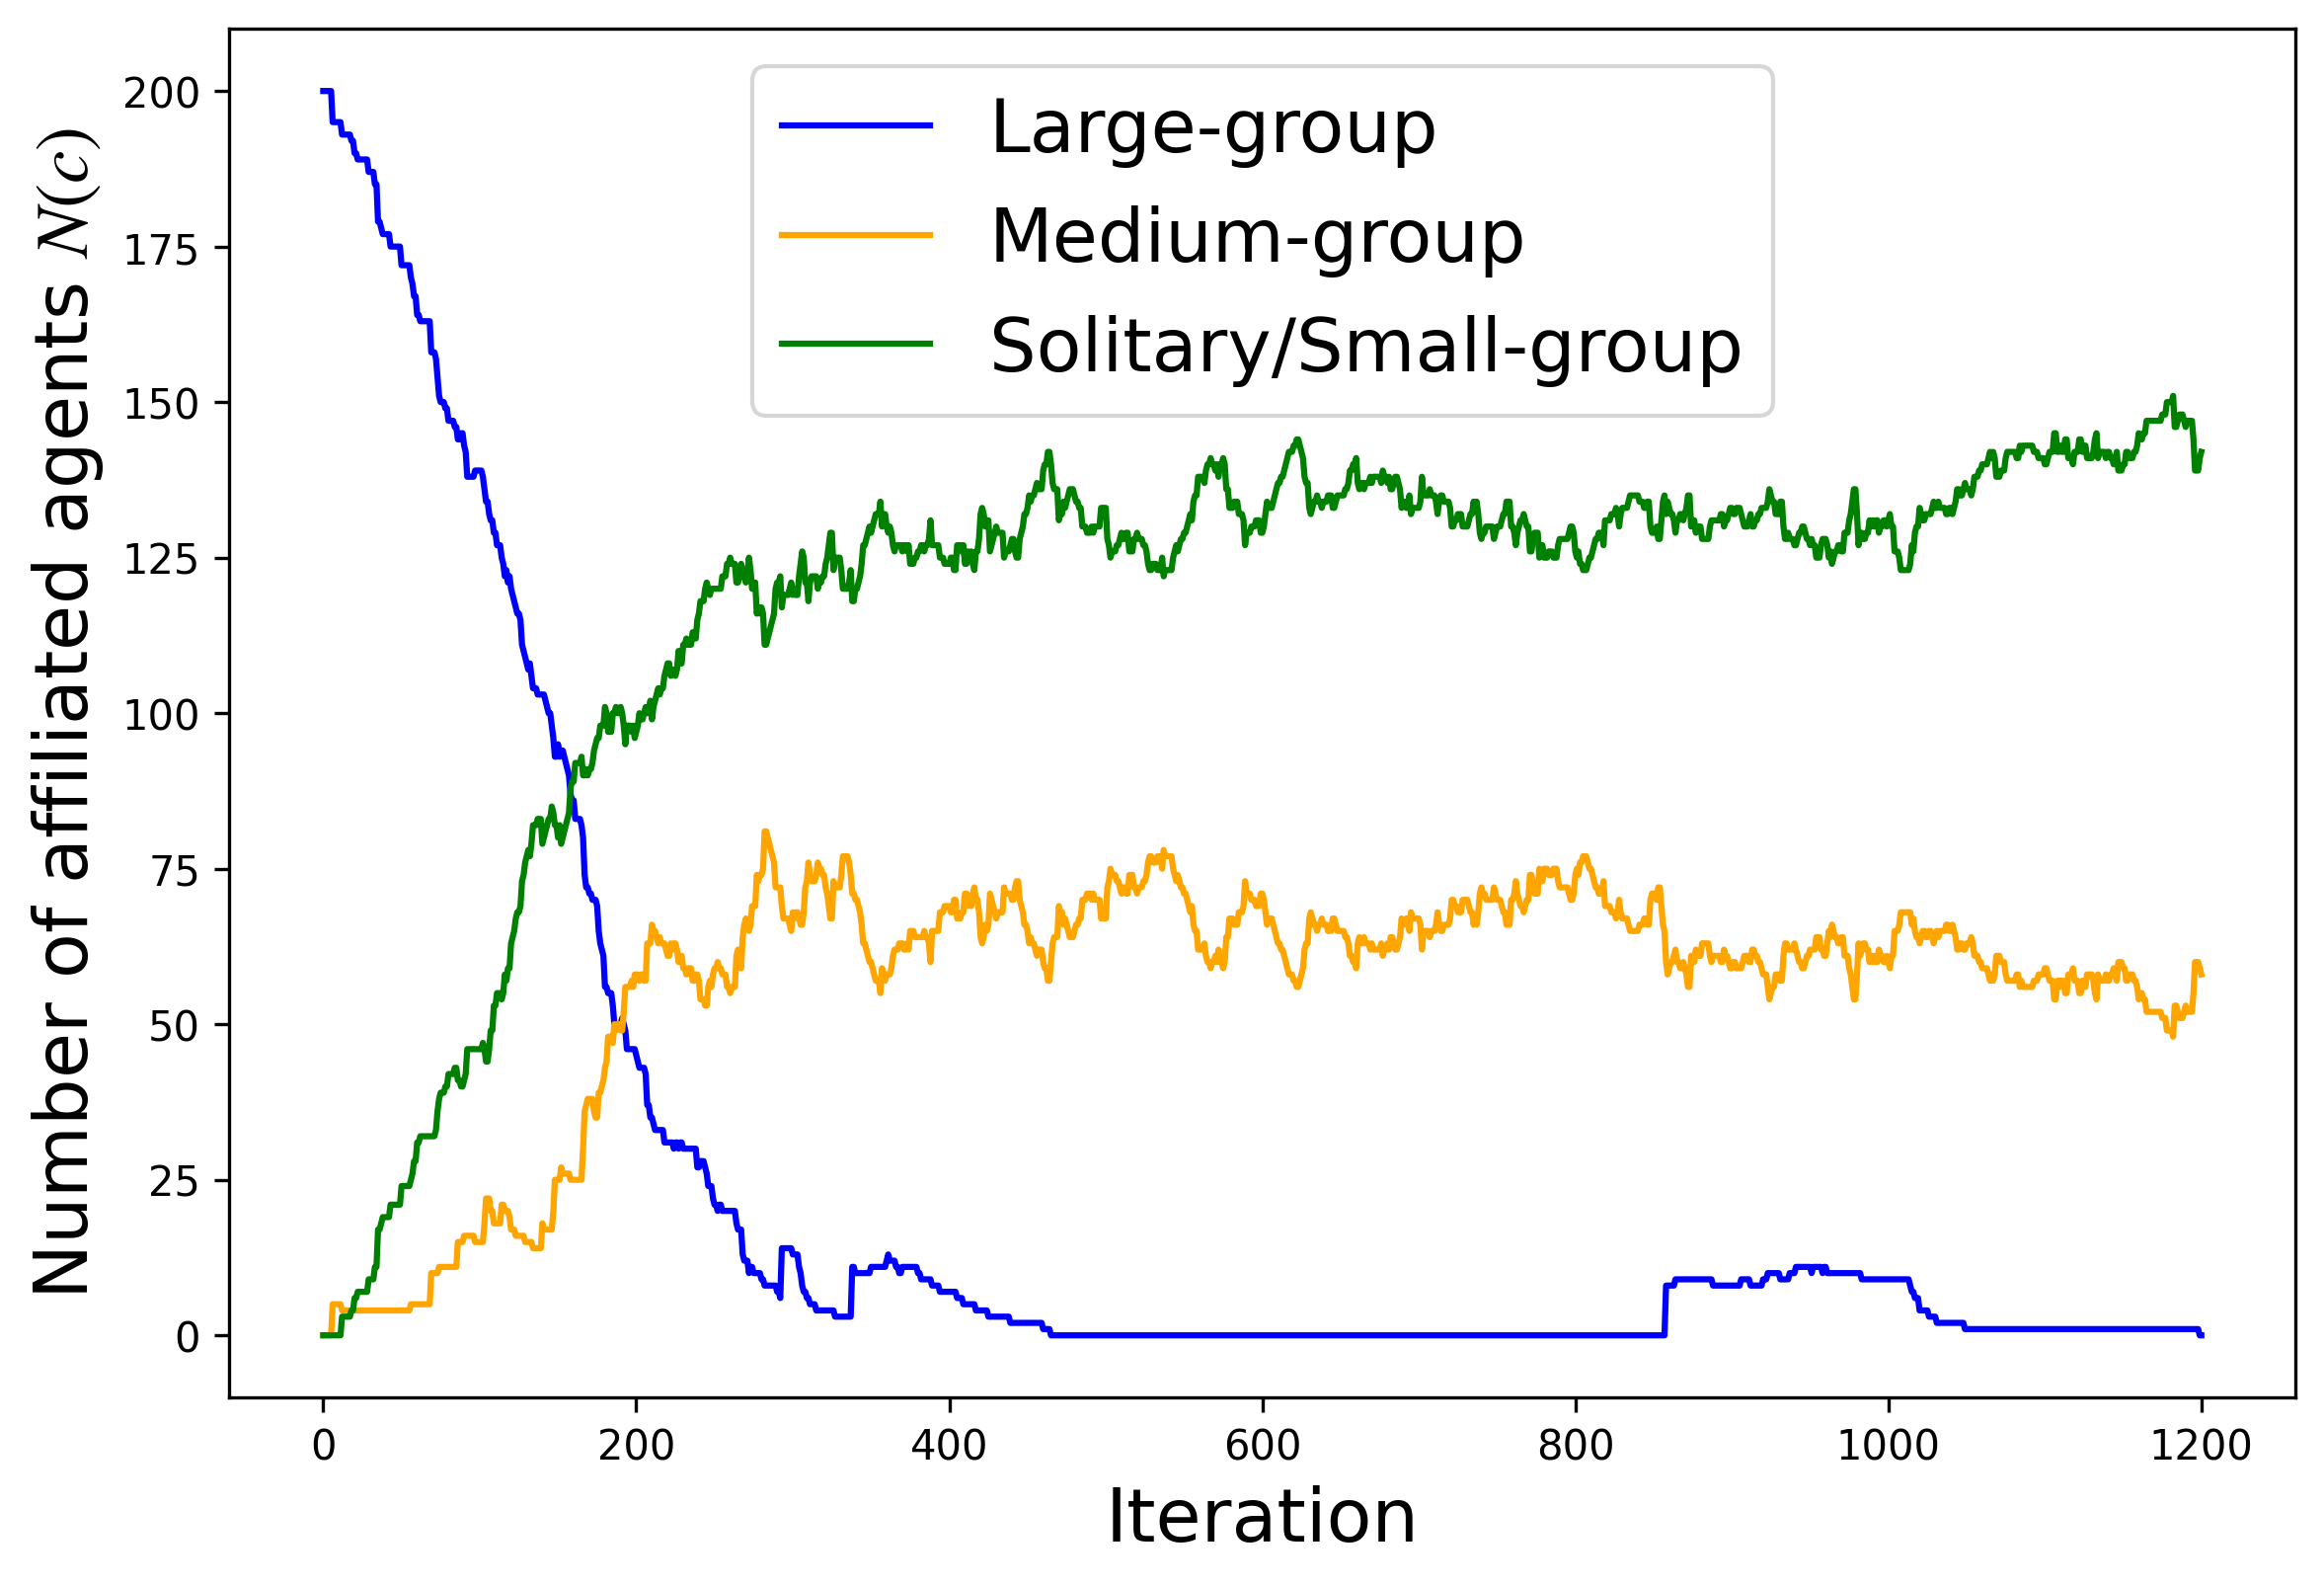 Number of affiliated agents N(c)
200
175
150
125
100
75
50
25
0
Large-group
Medium-group
Solitary/Small-group
0 200 400 600 800 1000 1200
Iteration